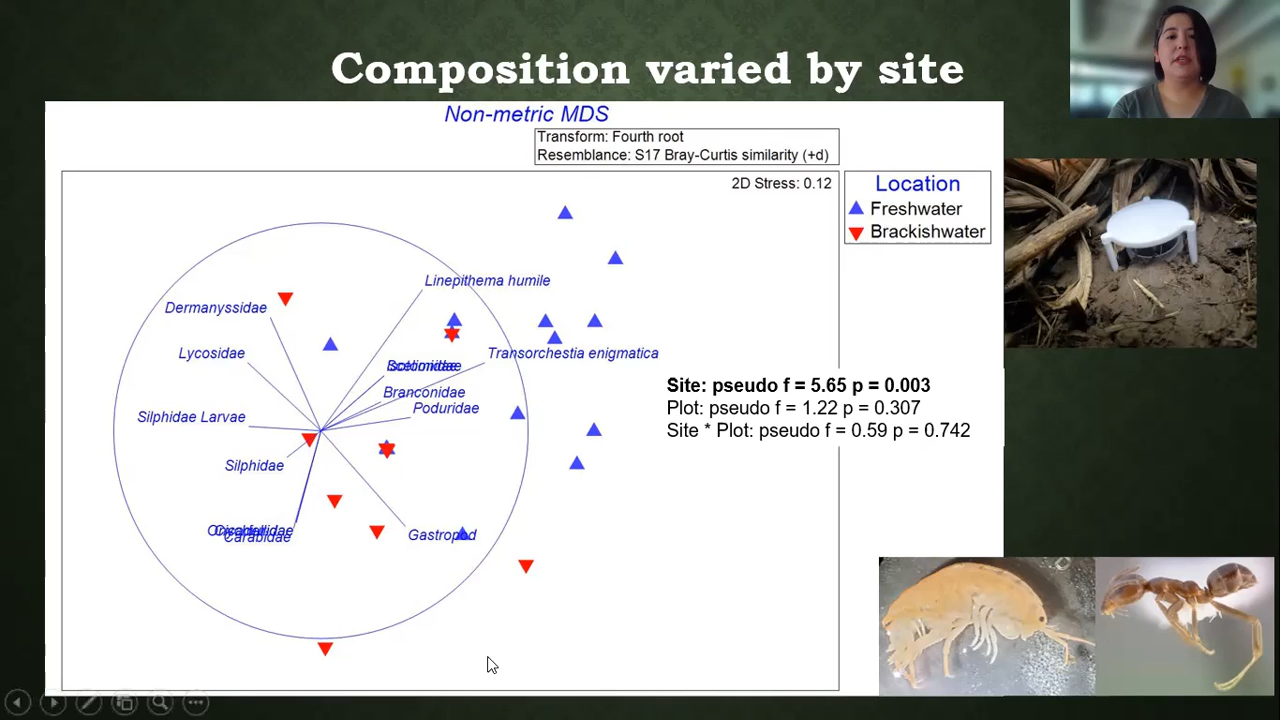 Composition varied by site
Non-metric MDS
Transform: Fourth root
Resemblance: S17 Bray-Curtis similarity (+d)
2D Stress: 0.12
Location
Freshwater
Brackishwater
Linepithema humile
Dermanyssidae
Lycosidae
Transorchestia enigmatica
Branconidae
Poduridae
Silphidae Larvae
Silphidae
Carabidae
Gastropod
Site: pseudo f = 5.65 p = 0.003
Plot: pseudo f = 1.22 p = 0.307
Site * Plot: pseudo f = 0.59 p = 0.742